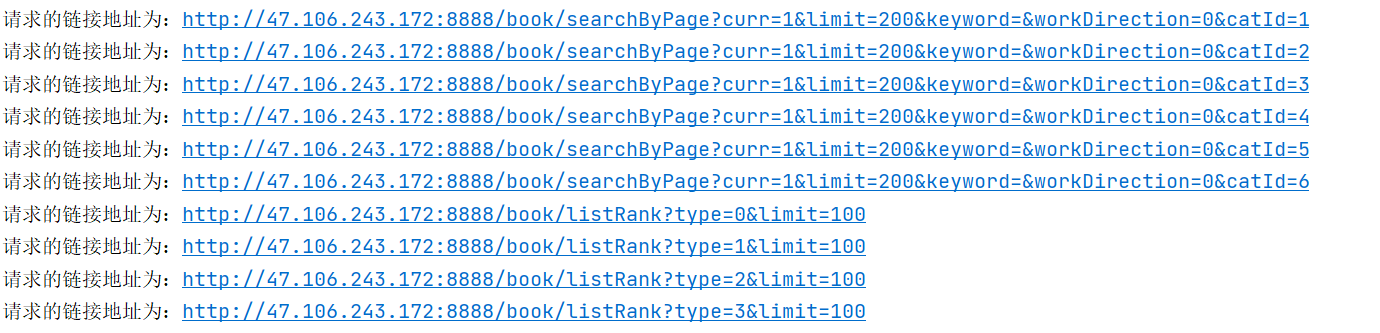 请求的链接地址为：http://47.106.243.172:8888/book/searchByPage?curr=1&limit=200&keyword=&workDirection=0&catId=1
请求的链接地址为：http://47.106.243.172:8888/book/searchByPage?curr=1&limit=200&keyword=&workDirection=0&catId=2
请求的链接地址为：http://47.106.243.172:8888/book/searchByPage?curr=1&limit=200&keyword=&workDirection=0&catId=3
请求的链接地址为：http://47.106.243.172:8888/book/searchByPage?curr=1&limit=200&keyword=&workDirection=0&catId=4
请求的链接地址为：http://47.106.243.172:8888/book/searchByPage?curr=1&limit=200&keyword=&workDirection=0&catId=5
请求的链接地址为：http://47.106.243.172:8888/book/searchByPage?curr=1&limit=200&keyword=&workDirection=0&catId=6
请求的链接地址为：http://47.106.243.172:8888/book/listRank?type=0&limit=100
请求的链接地址为：http://47.106.243.172:8888/book/listRank?type=1&limit=100
请求的链接地址为：http://47.106.243.172:8888/book/listRank?type=2&limit=100
请求的链接地址为：http://47.106.243.172:8888/book/listRank?type=3&limit=100